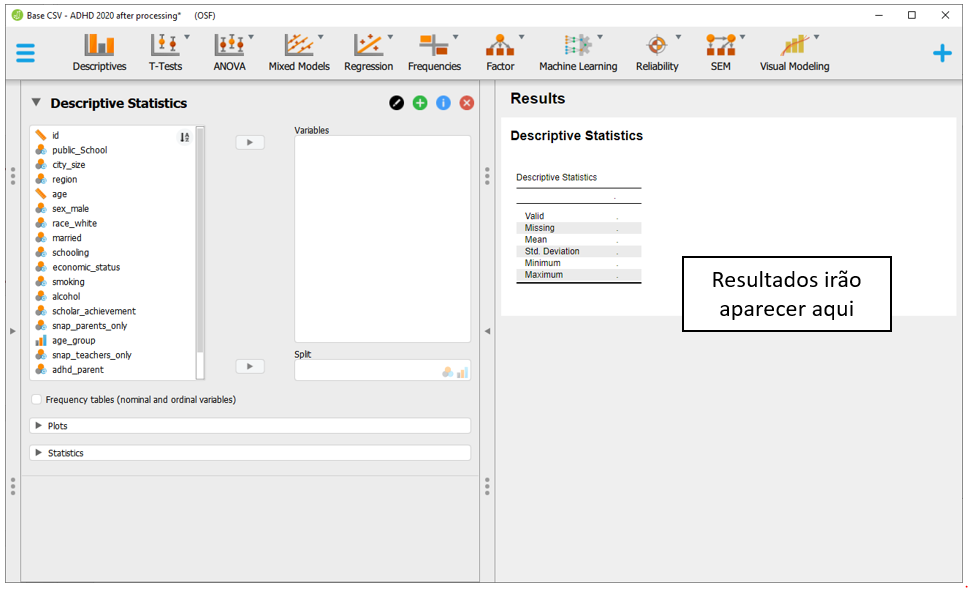 Base CSV - ADHD 2020 after processing* (OSF)
Descriptives T-Tests ANOVA Mixed Models Regression Frequencies Factor Machine Learning Reliability SEM Visual Modeling
Descriptive Statistics
id
public_School
city_size
region
age
sex_male
race_white
married
schooling
economic_status
smoking
alcohol
scholar_achievement
snap_parents_only
age_group
snap_teachers_only
adhd_parent
Variables
Split
Frequency tables (nominal and ordinal variables)
Plots
Statistics
Results
Descriptive Statistics
Descriptive Statistics
.
Valid .
Missing .
Mean .
Std. Deviation .
Minimum .
Maximum .
Resultados irão
aparecer aqui